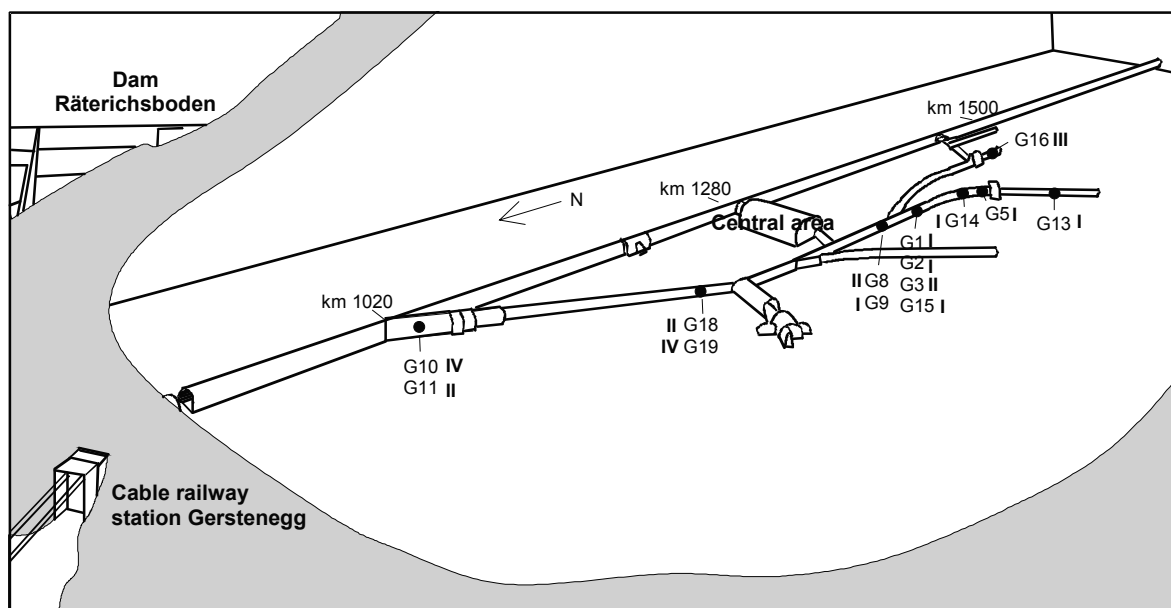 Dam
Räterichsboden
km 1500
G16 III
km 1280
N
Central area
I G14
G5 I
G13 I
G1 I
G2 I
II G8
G3 II
I G9
G15 I
km 1020
II G18
IV G19
G10 IV
G11 II
Cable railway
station Gerstenegg